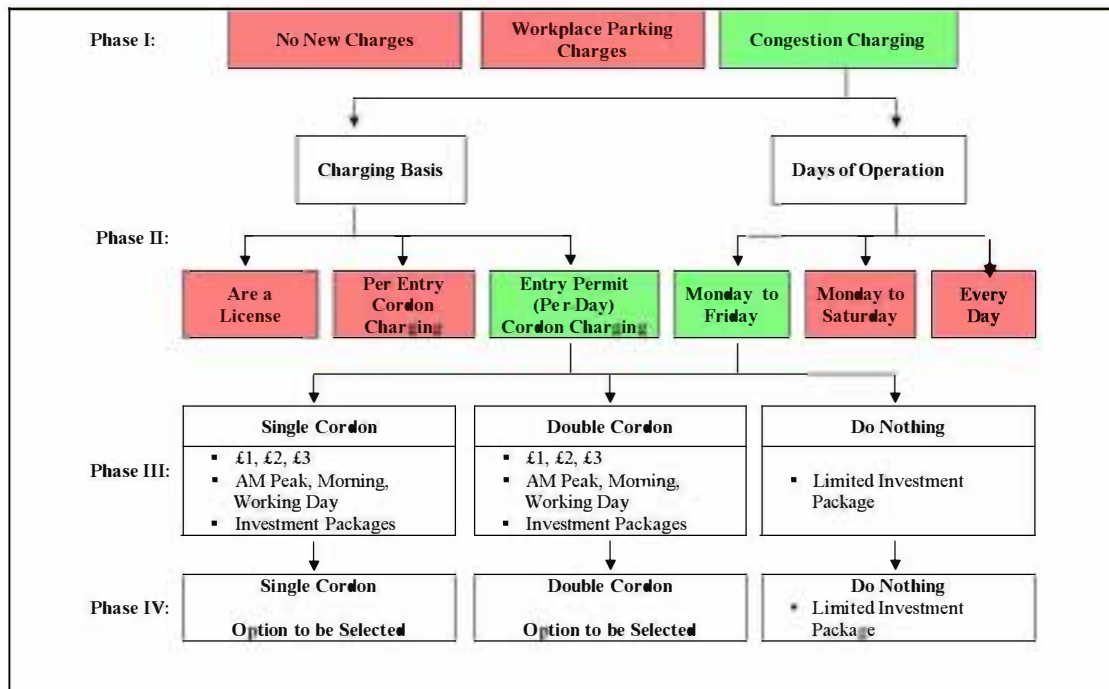 Phase I:
No New Charges
Workplace Parking
Charges
Congestion Charging
Charging Basis
Days of Operation
Phase II:
Are a
License
Per Entry
Cordon
Charging
Entry Permit
(Per Day)
Cordon Charging
Monday to
Friday
Monday to
Saturday
Every
Day
Phase III:
Single Cordon
▪ £1, £2, £3
▪ AM Peak, Morning,
Working Day
▪ Investment Packages
Double Cordon
▪ £1, £2, £3
▪ AM Peak, Morning,
Working Day
▪ Investment Packages
Do Nothing
▪ Limited Investment
Package
Phase IV:
Single Cordon
Option to be Selected
Double Cordon
Option to be Selected
Do Nothing
▪ Limited Investment
Package